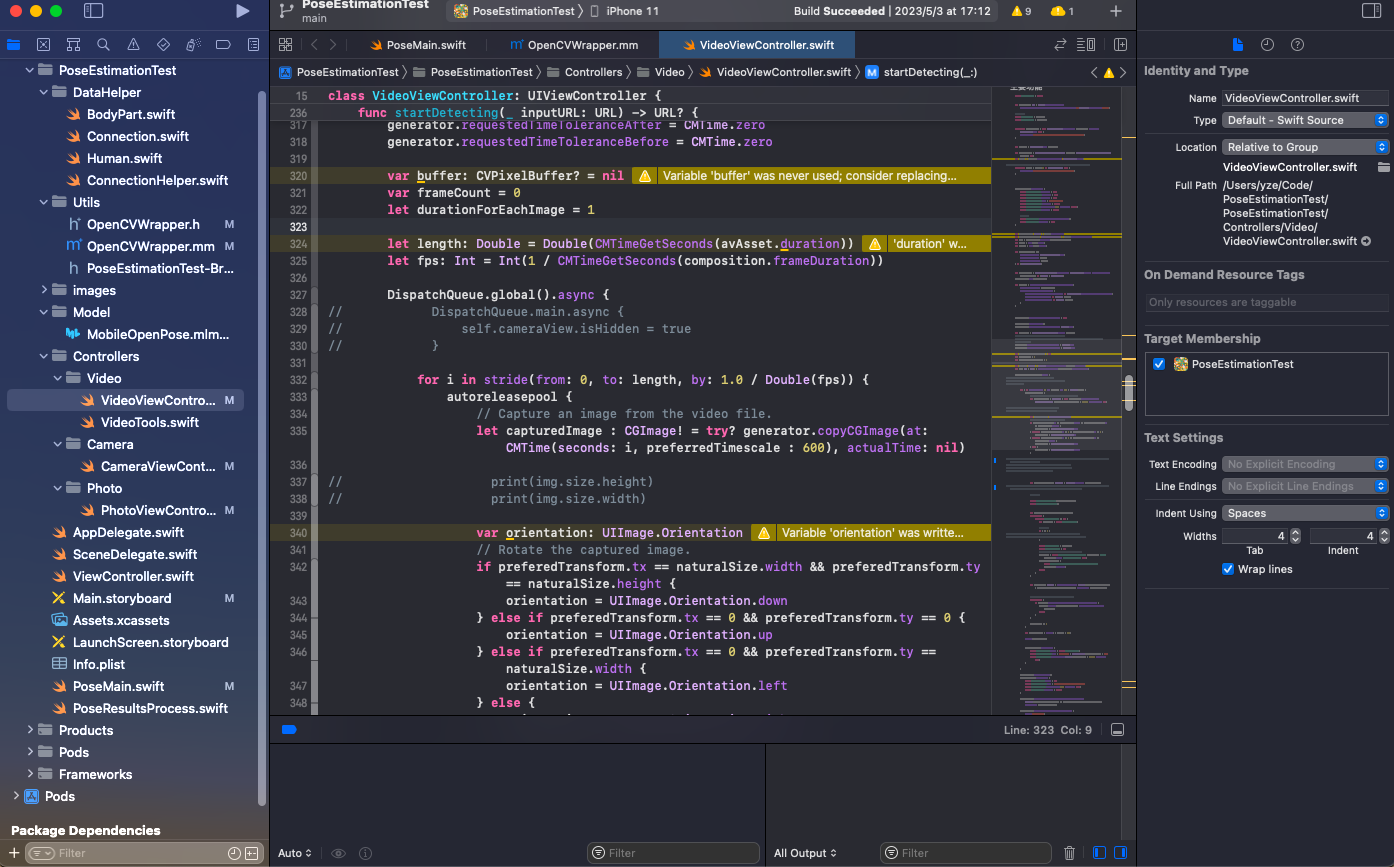 PoseEstimationTest
main
PoseEstimationTest
iPhone 11
Build Succeeded | 2023/5/3 at 17:12
9
1
PoseMain.swift
OpenCVWrapper.mm
VideoViewController.swift
PoseEstimationTest
PoseEstimationTest
Controllers
Video
VideoViewController.swift
M
startDetecting(_:)
PoseEstimationTest
DataHelper
BodyPart.swift
Connection.swift
Human.swift
ConnectionHelper.swift
Utils
OpenCVWrapper.h M
OpenCVWrapper.mm M
PoseEstimationTest-Br...
images
Model
MobileOpenPose.mlm...
Controllers
Video
VideoViewContro... M
VideoTools.swift
Camera
CameraViewCont... M
Photo
PhotoViewContro... M
AppDelegate.swift
SceneDelegate.swift
ViewController.swift
Main.storyboard M
Assets.xcassets
LaunchScreen.storyboard
Info.plist
PoseMain.swift M
PoseResultsProcess.swift
Products
Pods
Frameworks
Pods
Package Dependencies
Filter
15 class VideoViewController: UIViewController {
236 func startDetecting(_ inputURL: URL) -> URL? {
317 generator.requestedTimeToleranceAfter = CMTime.zero
318 generator.requestedTimeToleranceBefore = CMTime.zero
319
320 var buffer: CVPixelBuffer? = nil Variable 'buffer' was never used; consider replacing...
321 var frameCount = 0
322 let durationForEachImage = 1
323
324 let length: Double = Double(CMTimeGetSeconds(avAsset.duration)) 'duration' w...
325 let fps: Int = Int(1 / CMTimeGetSeconds(composition.frameDuration))
326
327 DispatchQueue.global().async {
328 // DispatchQueue.main.async {
329 // self.cameraView.isHidden = true
330 // }
331
332 for i in stride(from: 0, to: length, by: 1.0 / Double(fps)) {
333 autoreleasepool {
334 // Capture an image from the video file.
335 let capturedImage : CGImage! = try? generator.copyCGImage(at:
CMTime(seconds: i, preferredTimescale : 600), actualTime: nil)
336
337 // print(img.size.height)
338 // print(img.size.width)
339
340 var orientation: UIImage.Orientation Variable 'orientation' was writte...
341 // Rotate the captured image.
342 if preferedTransform.tx == naturalSize.width && preferedTransform.ty
== naturalSize.height {
343 orientation = UIImage.Orientation.down
344 } else if preferedTransform.tx == 0 && preferedTransform.ty == 0 {
345 orientation = UIImage.Orientation.up
346 } else if preferedTransform.tx == 0 && preferedTransform.ty ==
naturalSize.width {
347 orientation = UIImage.Orientation.left
348 } else {
Line: 323 Col: 9
Auto
Filter
All Output
Filter
Identity and Type
Name VideoViewController.swift
Type Default - Swift Source
Location Relative to Group
VideoViewController.swift
Full Path /Users/yze/Code/
PoseEstimationTest/
PoseEstimationTest/
Controllers/Video/
VideoViewController.swift
On Demand Resource Tags
Only resources are taggable
Target Membership
PoseEstimationTest
Text Settings
Text Encoding No Explicit Encoding
Line Endings No Explicit Line Endings
Indent Using Spaces
Widths 4 4
Tab Indent
Wrap lines